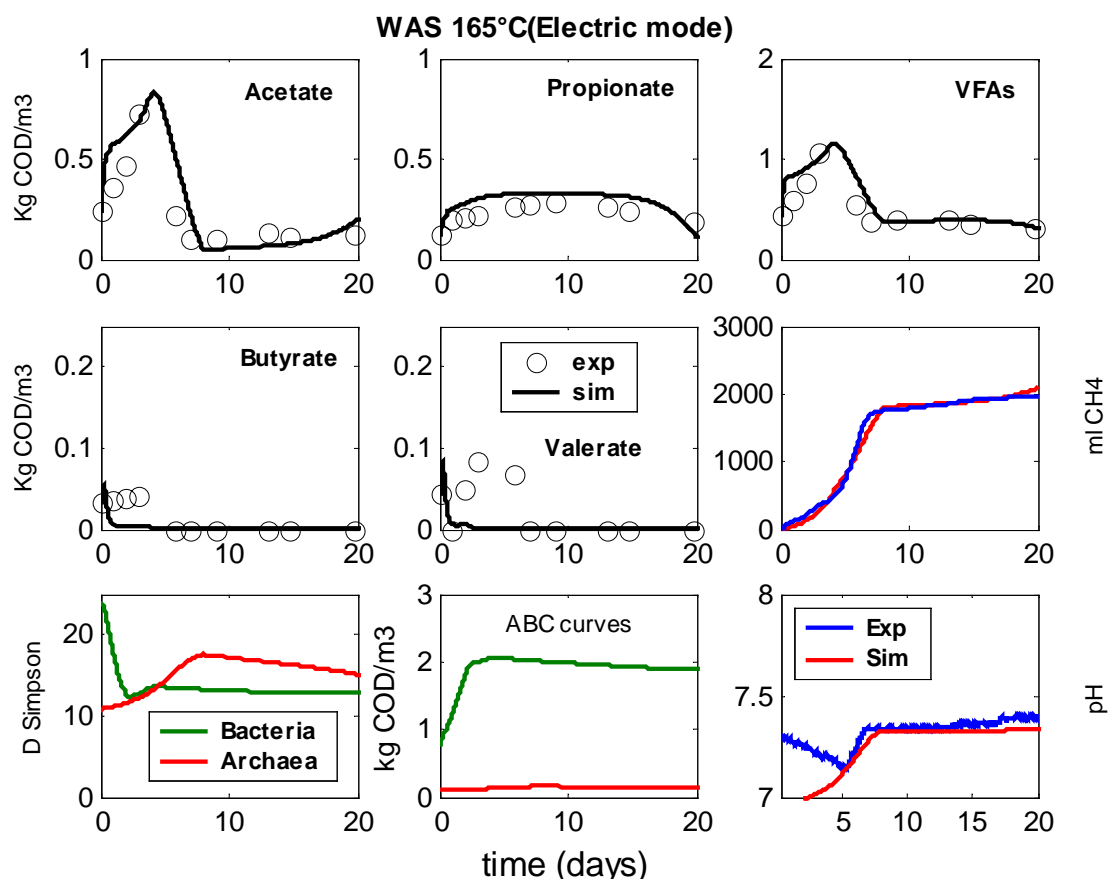 WAS 165°C(Electric mode)
Kg COD/m3
1
0.5
0
Acetate
0
10
20
1
0.5
0
Propionate
0
10
20
2
1
0
VFAs
0
10
20
Kg COD/m3
0.2
0.1
0
Butyrate
0
10
20
0.2
0.1
0
exp
sim
Valerate
0
10
20
3000
2000
1000
0
0
10
20
ml CH4
D Simpson
20
10
0
Bacteria
Archaea
0
10
20
kg COD/m3
3
2
1
0
ABC curves
0
10
20
8
7.5
7
Exp
Sim
5
10
15
20
pH
time (days)